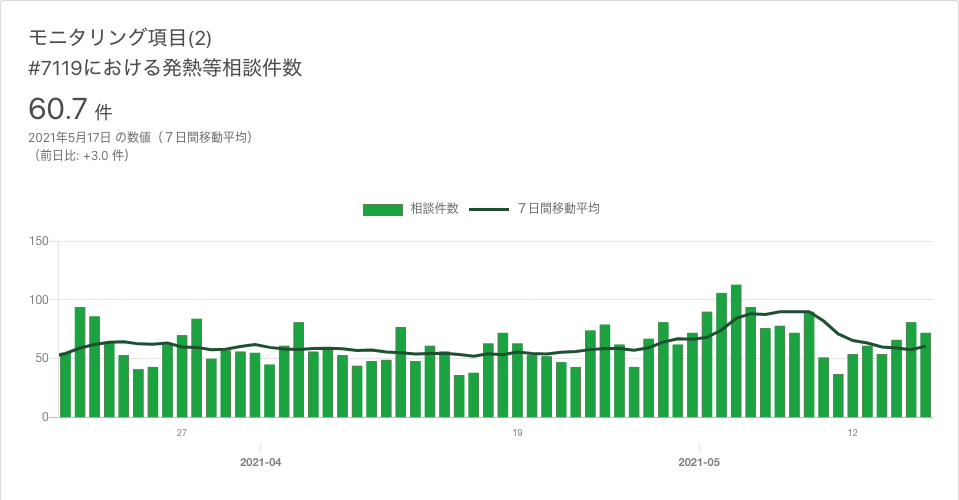 モニタリング項目(2)
#7119における発熱等相談件数
60.7 件
2021年5月17日 の数値（７日間移動平均）
（前日比: +3.0 件）
相談件数 ７日間移動平均
150
100
50
0
27 19 12
2021-04 2021-05